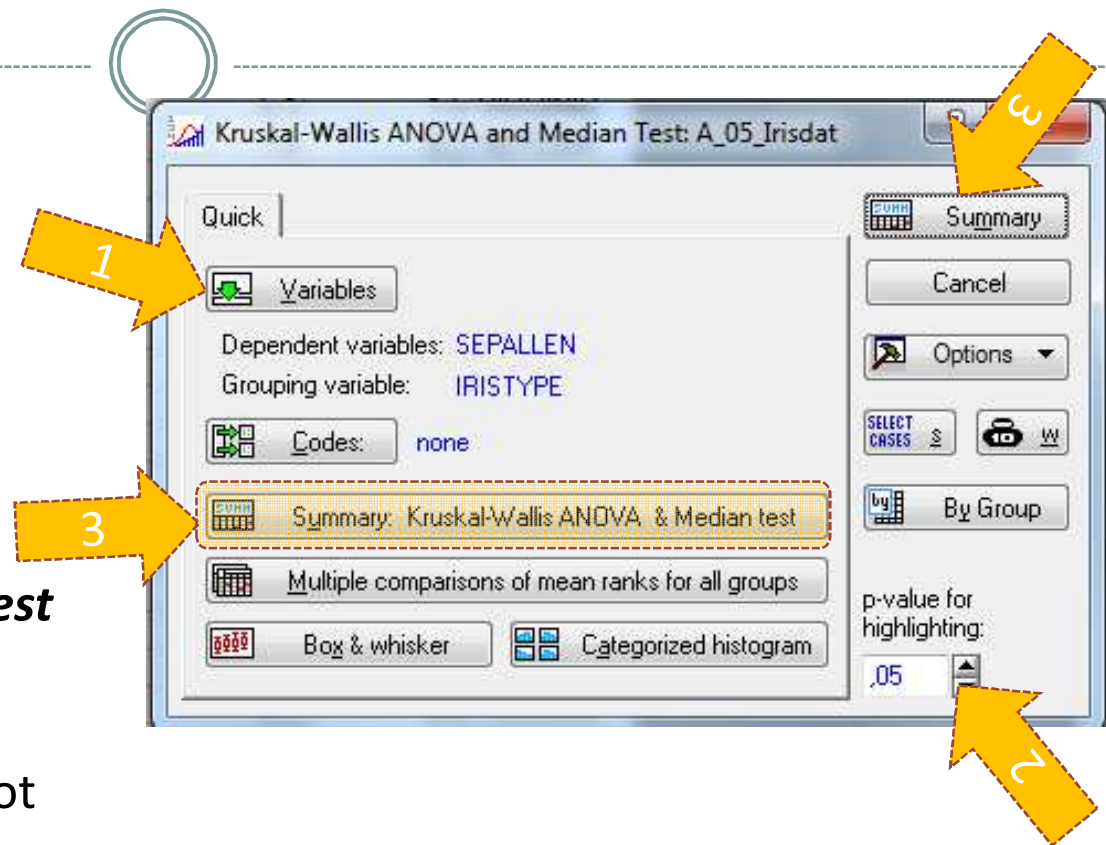 Kruskal-Wallis ANOVA and Median Test: A_05_Irisdat
3
Quick
Summary
1
Variables
Cancel
Dependent variables: SEPALLEN
Grouping variable: IRISTYPE
Options
Codes: none
SELECT CASES S
W
3
Summary: Kruskal-Wallis ANOVA & Median test
By Group
Multiple comparisons of mean ranks for all groups
est
p-value for
highlighting:
Box & whisker
Categorized histogram
,05
2
ot